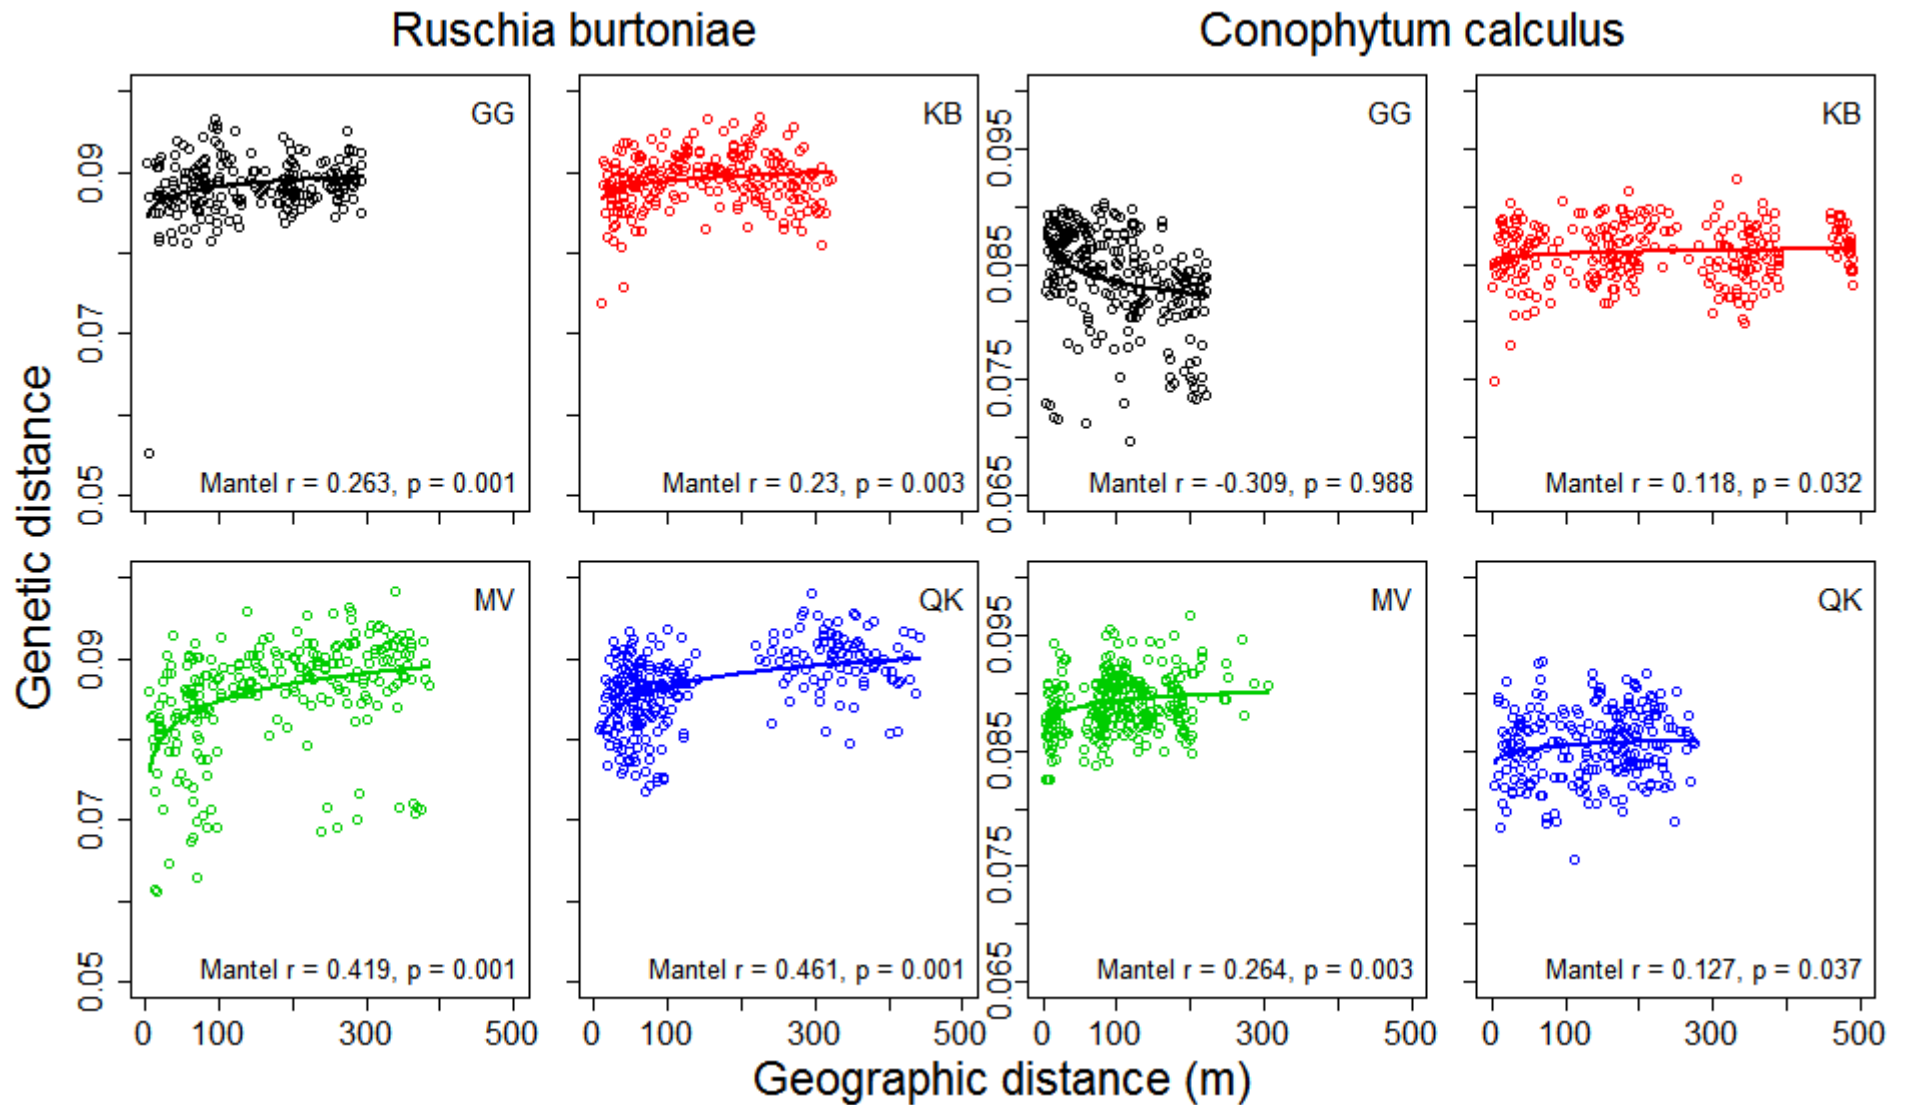 Ruschia burtoniae
Conophytum calculus
Genetic distance
GG
0.09
0.07
0.05
Mantel r = 0.263, p = 0.001
KB
Mantel r = 0.23, p = 0.003
GG
0.095
0.085
0.075
0.065
Mantel r = -0.309, p = 0.988
KB
Mantel r = 0.118, p = 0.032
MV
0.09
0.07
0.05
Mantel r = 0.419, p = 0.001
0 100 300 500
QK
Mantel r = 0.461, p = 0.001
0 100 300 500
MV
0.095
0.085
0.075
0.065
Mantel r = 0.264, p = 0.003
0 100 300 500
QK
Mantel r = 0.127, p = 0.037
0 100 300 500
Geographic distance (m)